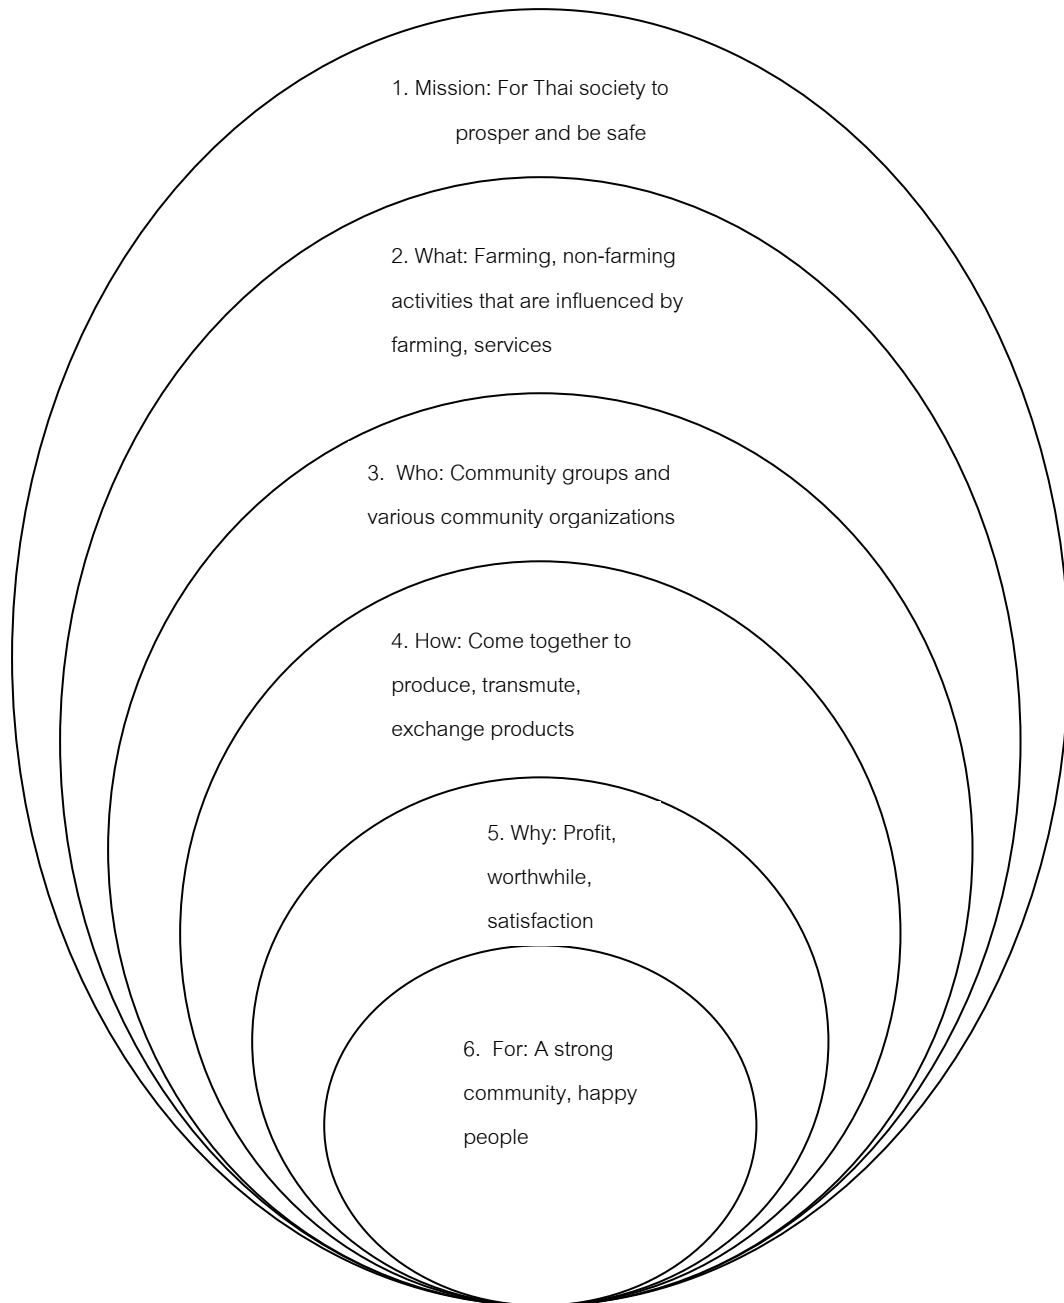 1. Mission: For Thai society to
prosper and be safe
2. What: Farming, non-farming
activities that are influenced by
farming, services
3. Who: Community groups and
various community organizations
4. How: Come together to
produce, transmute,
exchange products
5. Why: Profit,
worthwhile,
satisfaction
6. For: A strong
community, happy
people